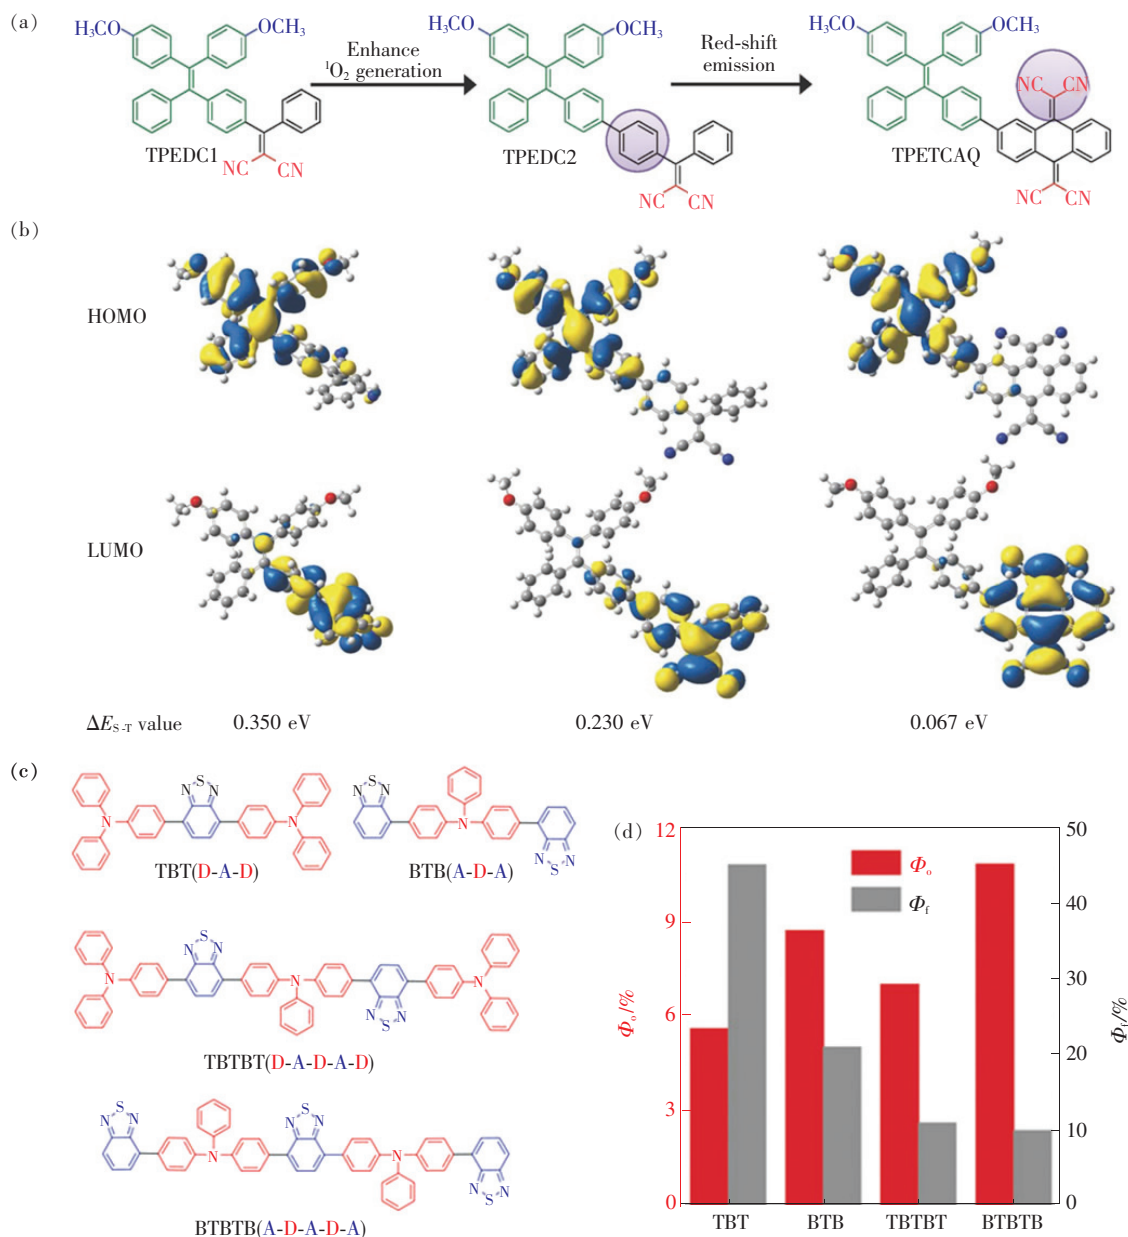 (a)
H₃CO OCH₃
NC CN
TPEDC1
Enhance
¹O₂ generation
H₃CO OCH₃
NC CN
TPEDC2
Red-shift
emission
H₃CO OCH₃
NC CN
NC CN
TPETCAQ
(b)
HOMO
LUMO
ΔE_S-T value 0.350 eV 0.230 eV 0.067 eV
(c)
N S N
N N
TBT(D-A-D)
N S N
N
N S N
BTB(A-D-A)
N S N
N N N
N S N
TBTBT(D-A-D-A-D)
N S N
N
N S N
N
N S N
BTBTB(A-D-A-D-A)
(d)
12
9
6
3
0
Φₒ/%
Φₒ
Φf
50
40
30
20
10
0
Φf/%
TBT BTB TBTBT BTBTB